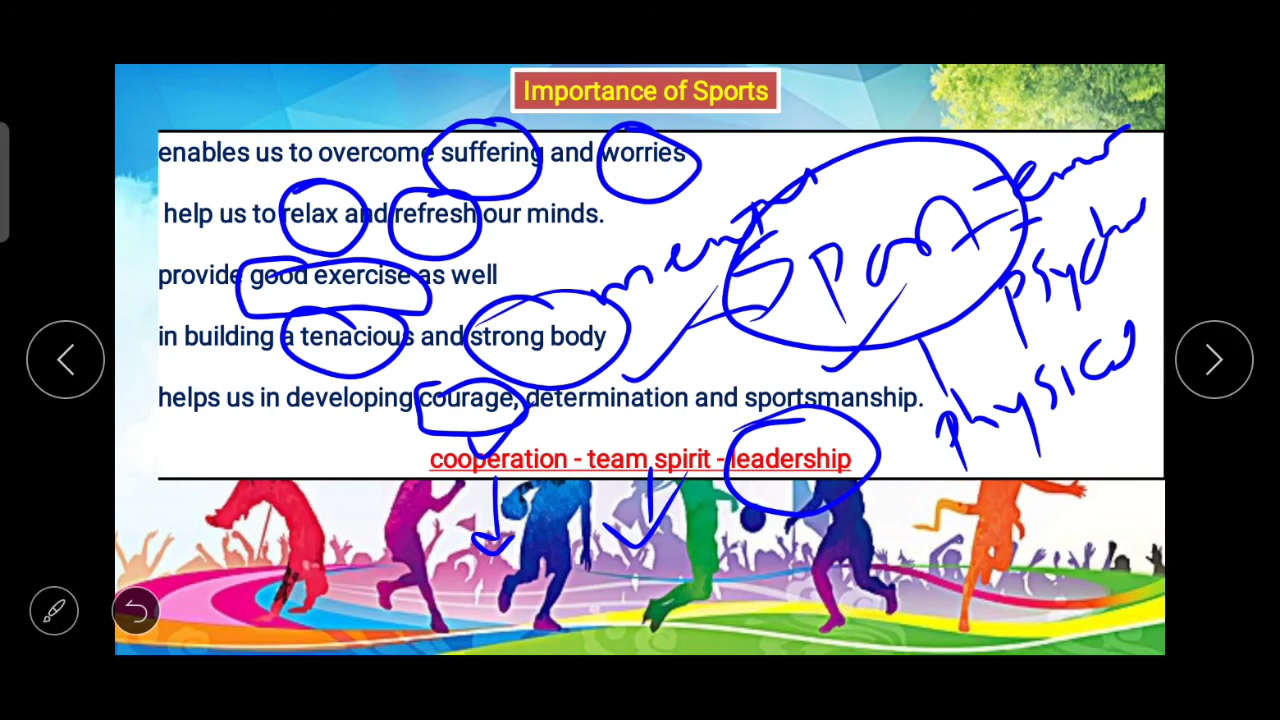 Importance of Sports
enables us to overcome suffering and worries
help us to relax and refresh our minds.
provide good exercise as well
in building a tenacious and strong body
helps us in developing courage, determination and sportsmanship.
cooperation - team spirit - leadership
Sport
physical